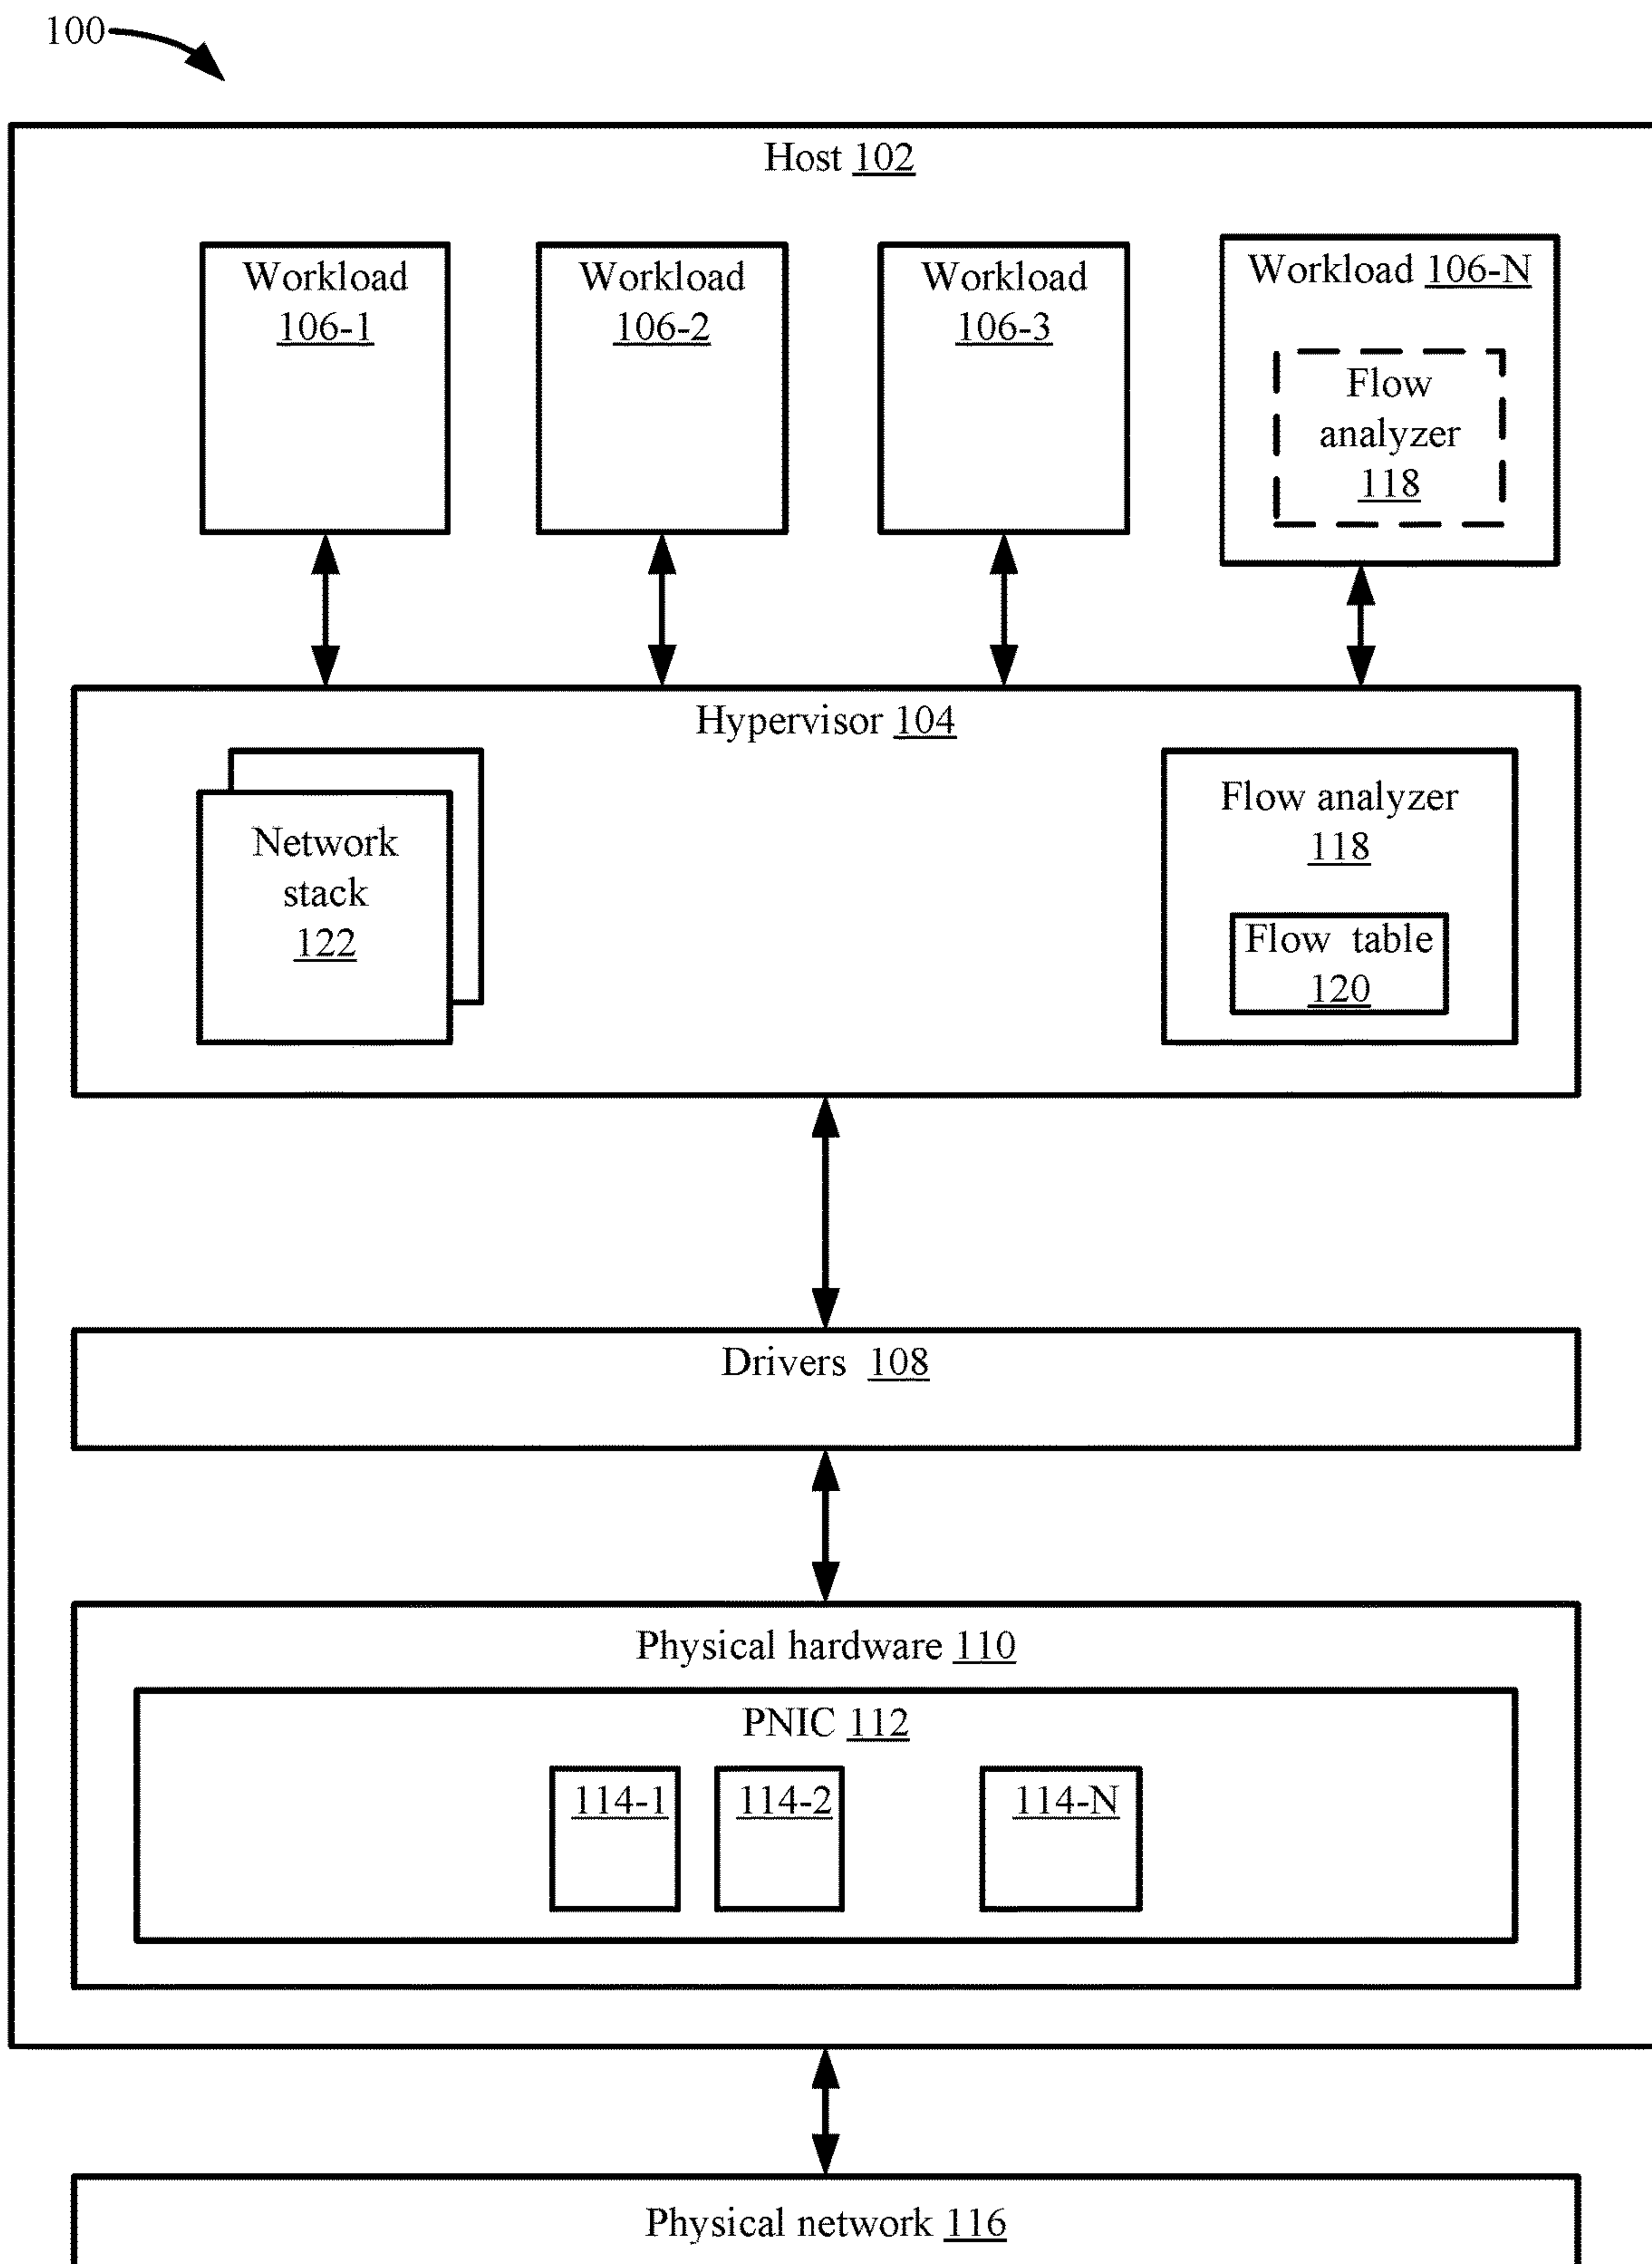 100
Host 102
Workload
106-1
Workload
106-2
Workload
106-3
Workload 106-N
Flow
analyzer
118
Hypervisor 104
Network
stack
122
Flow analyzer
118
Flow table
120
Drivers 108
Physical hardware 110
PNIC 112
114-1
114-2
114-N
Physical network 116